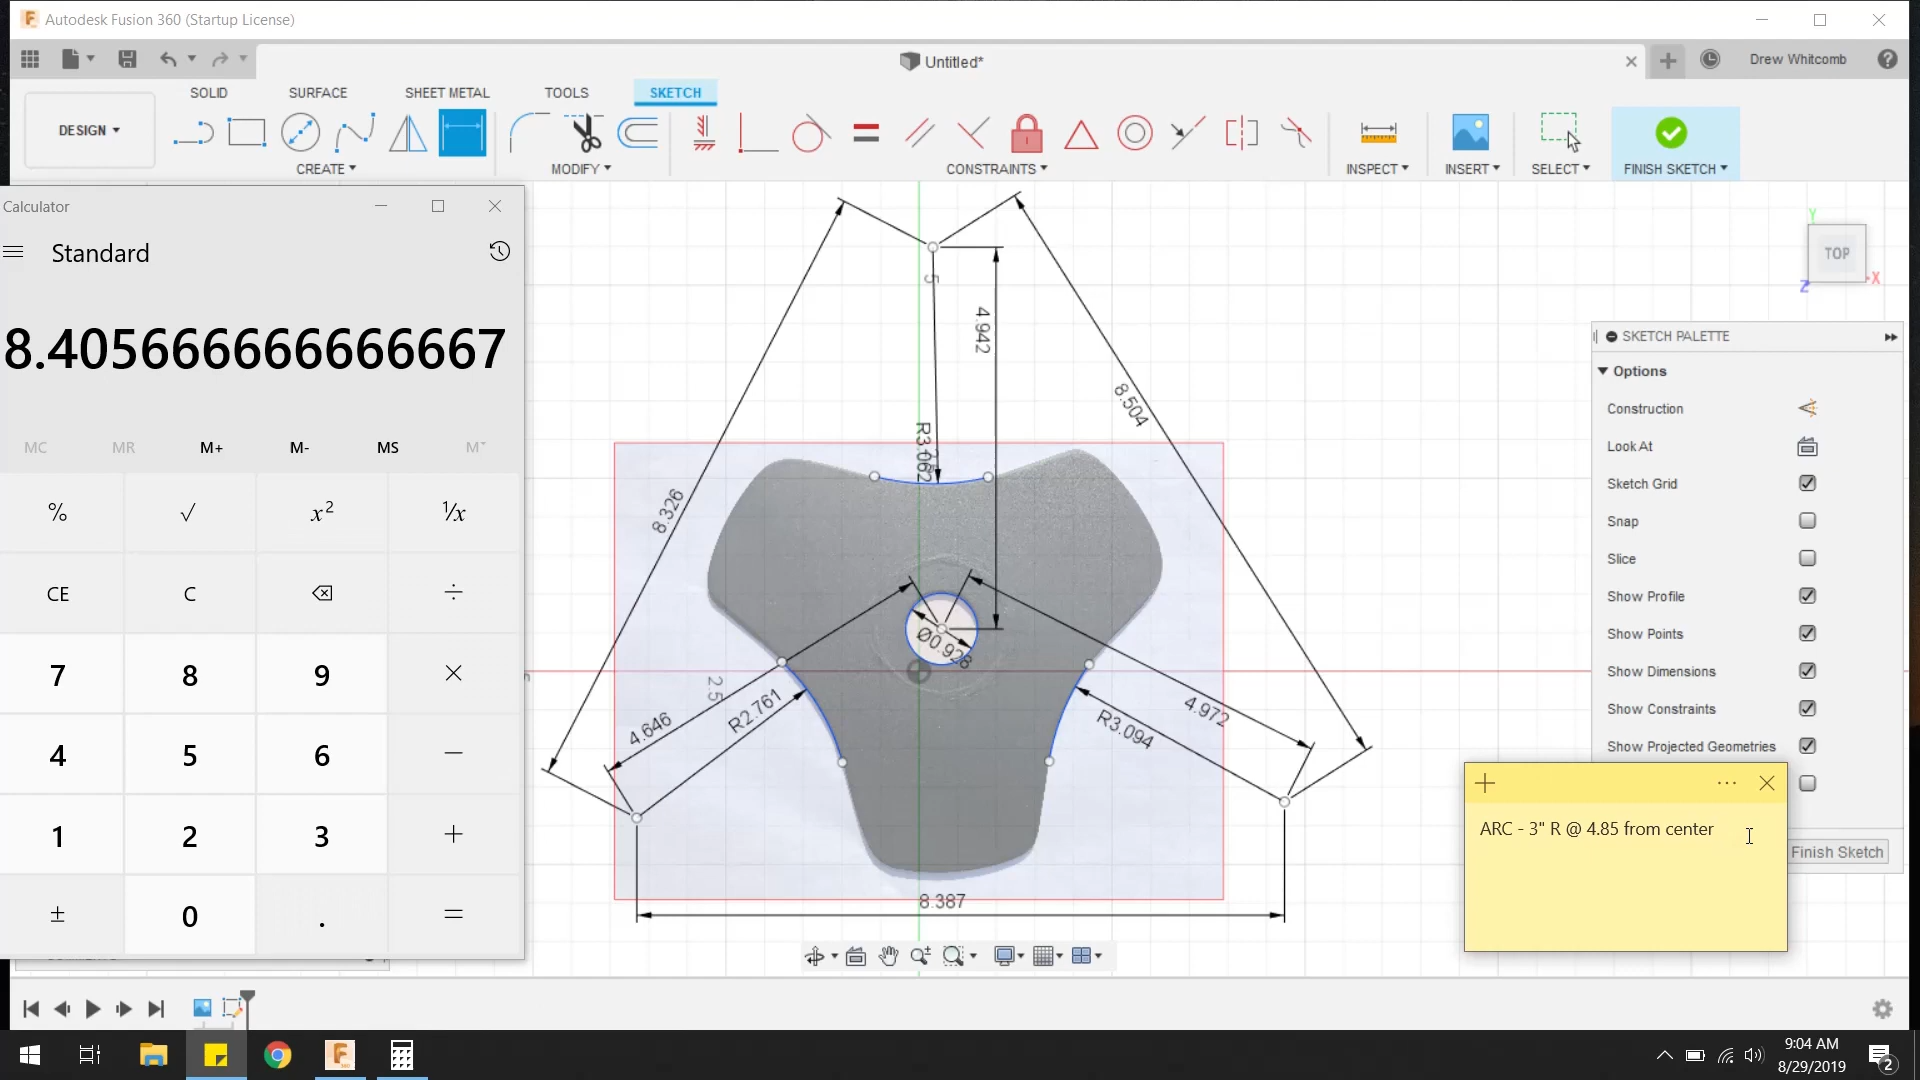 Autodesk Fusion 360 (Startup License)
Untitled*
Drew Whitcomb
SOLID
SURFACE
SHEET METAL
TOOLS
SKETCH
DESIGN
CREATE
MODIFY
CONSTRAINTS
INSPECT
INSERT
SELECT
FINISH SKETCH
Calculator
Standard
8.405666666666667
MC
MR
M+
M-
MS
M
%
√
x²
¹/x
CE
C
÷
7
8
9
×
4
5
6
−
1
2
3
+
±
0
.
=
5
4.942
8.504
R3.062
8.326
Ø0.928
2.5
4.646
R2.761
4.972
R3.094
8.387
Y
TOP
X
Z
SKETCH PALETTE
Options
Construction
Look At
Sketch Grid
Snap
Slice
Show Profile
Show Points
Show Dimensions
Show Constraints
Show Projected Geometries
ARC - 3" R @ 4.85 from center
Finish Sketch
9:04 AM
8/29/2019
2